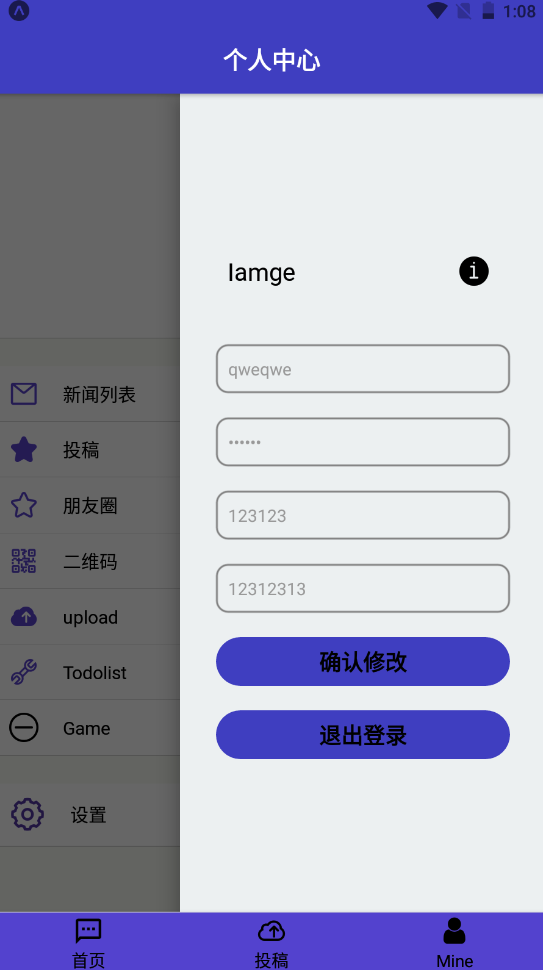 1:08
个人中心
Iamge
qweqwe
••••••
123123
12312313
确认修改
退出登录
新闻列表
投稿
朋友圈
二维码
upload
Todolist
Game
设置
首页
投稿
Mine